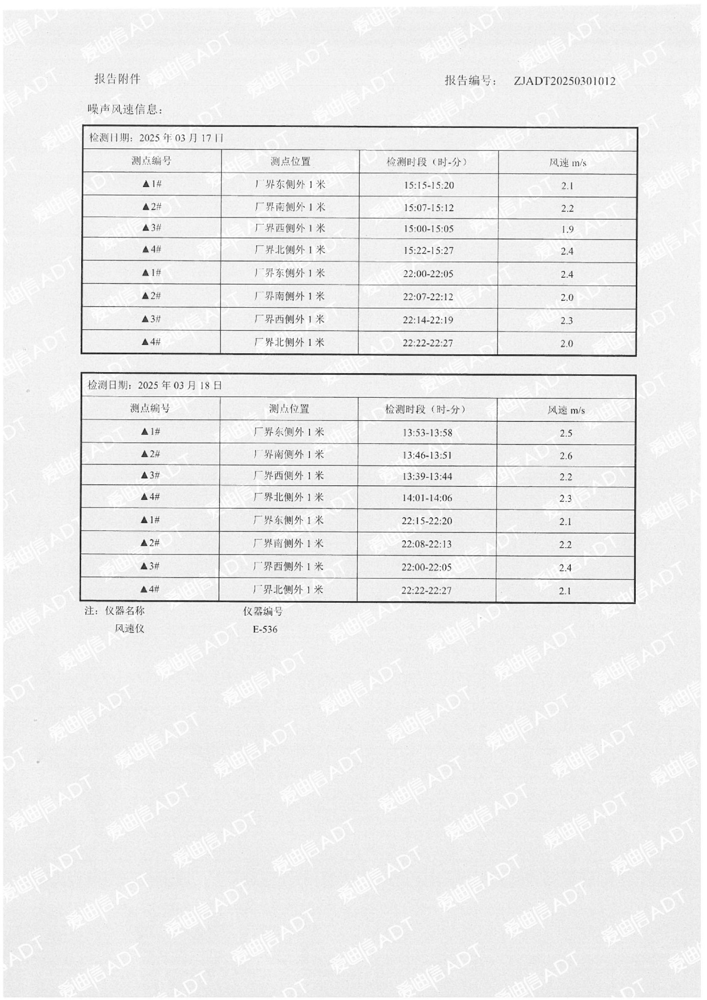 报告附件 报告编号： ZJADT20250301012
噪声风速信息：
检测日期：2025 年 03 月 17 日
测点编号 测点位置 检测时段（时-分） 风速 m/s
▲1# 厂界东侧外 1 米 15:15-15:20 2.1
▲2# 厂界南侧外 1 米 15:07-15:12 2.2
▲3# 厂界西侧外 1 米 15:00-15:05 1.9
▲4# 厂界北侧外 1 米 15:22-15:27 2.4
▲1# 厂界东侧外 1 米 22:00-22:05 2.4
▲2# 厂界南侧外 1 米 22:07-22:12 2.0
▲3# 厂界西侧外 1 米 22:14-22:19 2.3
▲4# 厂界北侧外 1 米 22:22-22:27 2.0
检测日期：2025 年 03 月 18 日
测点编号 测点位置 检测时段（时-分） 风速 m/s
▲1# 厂界东侧外 1 米 13:53-13:58 2.5
▲2# 厂界南侧外 1 米 13:46-13:51 2.6
▲3# 厂界西侧外 1 米 13:39-13:44 2.2
▲4# 厂界北侧外 1 米 14:01-14:06 2.3
▲1# 厂界东侧外 1 米 22:15-22:20 2.1
▲2# 厂界南侧外 1 米 22:08-22:13 2.2
▲3# 厂界西侧外 1 米 22:00-22:05 2.4
▲4# 厂界北侧外 1 米 22:22-22:27 2.1
注：仪器名称 仪器编号
风速仪 E-536
爱迪信 ADT